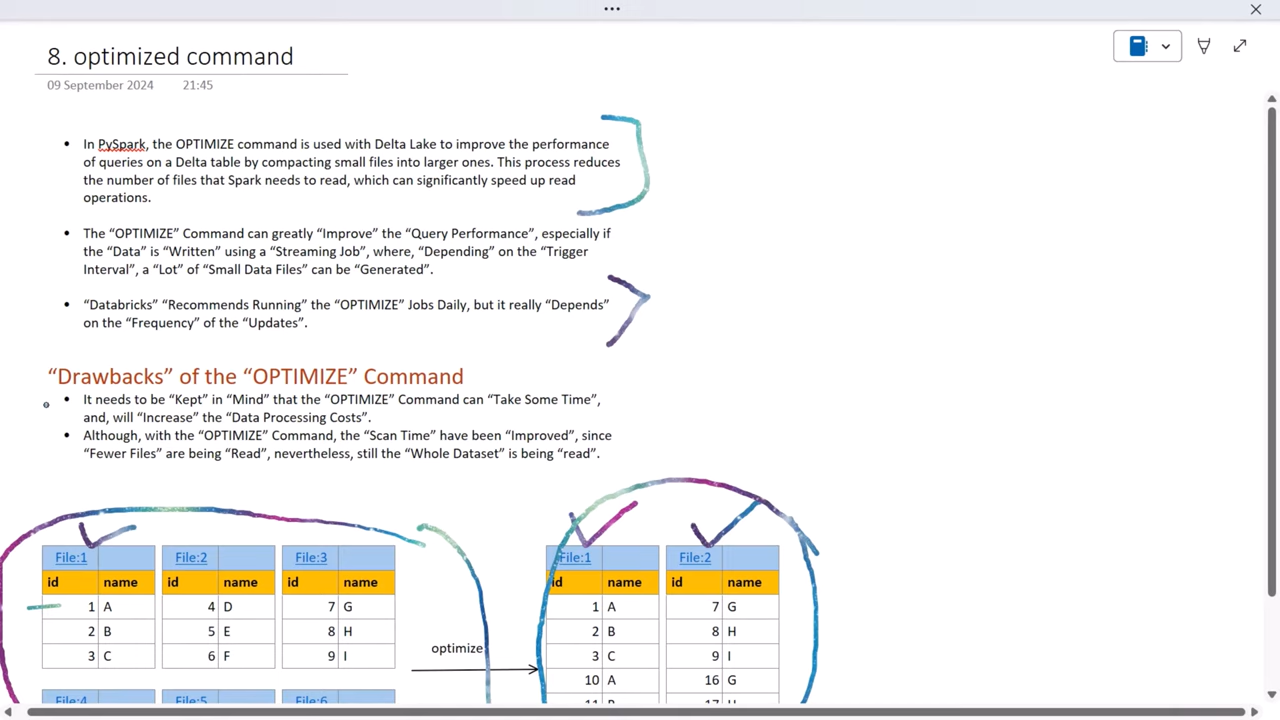 8. optimized command
09 September 2024 21:45
• In PySpark, the OPTIMIZE command is used with Delta Lake to improve the performance
of queries on a Delta table by compacting small files into larger ones. This process reduces
the number of files that Spark needs to read, which can significantly speed up read
operations.
• The “OPTIMIZE” Command can greatly “Improve” the “Query Performance”, especially if
the “Data” is “Written” using a “Streaming Job”, where, “Depending” on the “Trigger
Interval”, a “Lot” of “Small Data Files” can be “Generated”.
• “Databricks” “Recommends Running” the “OPTIMIZE” Jobs Daily, but it really “Depends”
on the “Frequency” of the “Updates”.
“Drawbacks” of the “OPTIMIZE” Command
• It needs to be “Kept” in “Mind” that the “OPTIMIZE” Command can “Take Some Time”,
and, will “Increase” the “Data Processing Costs”.
• Although, with the “OPTIMIZE” Command, the “Scan Time” have been “Improved”, since
“Fewer Files” are being “Read”, nevertheless, still the “Whole Dataset” is being “read”.
File:1 File:2 File:3 File:1 File:2
id name id name id name id name id name
1 A 4 D 7 G 1 A 7 G
2 B 5 E 8 H 2 B 8 H
optimize
3 C 6 F 9 I 3 C 9 I
10 A 16 G
File:4 File:5 File:6